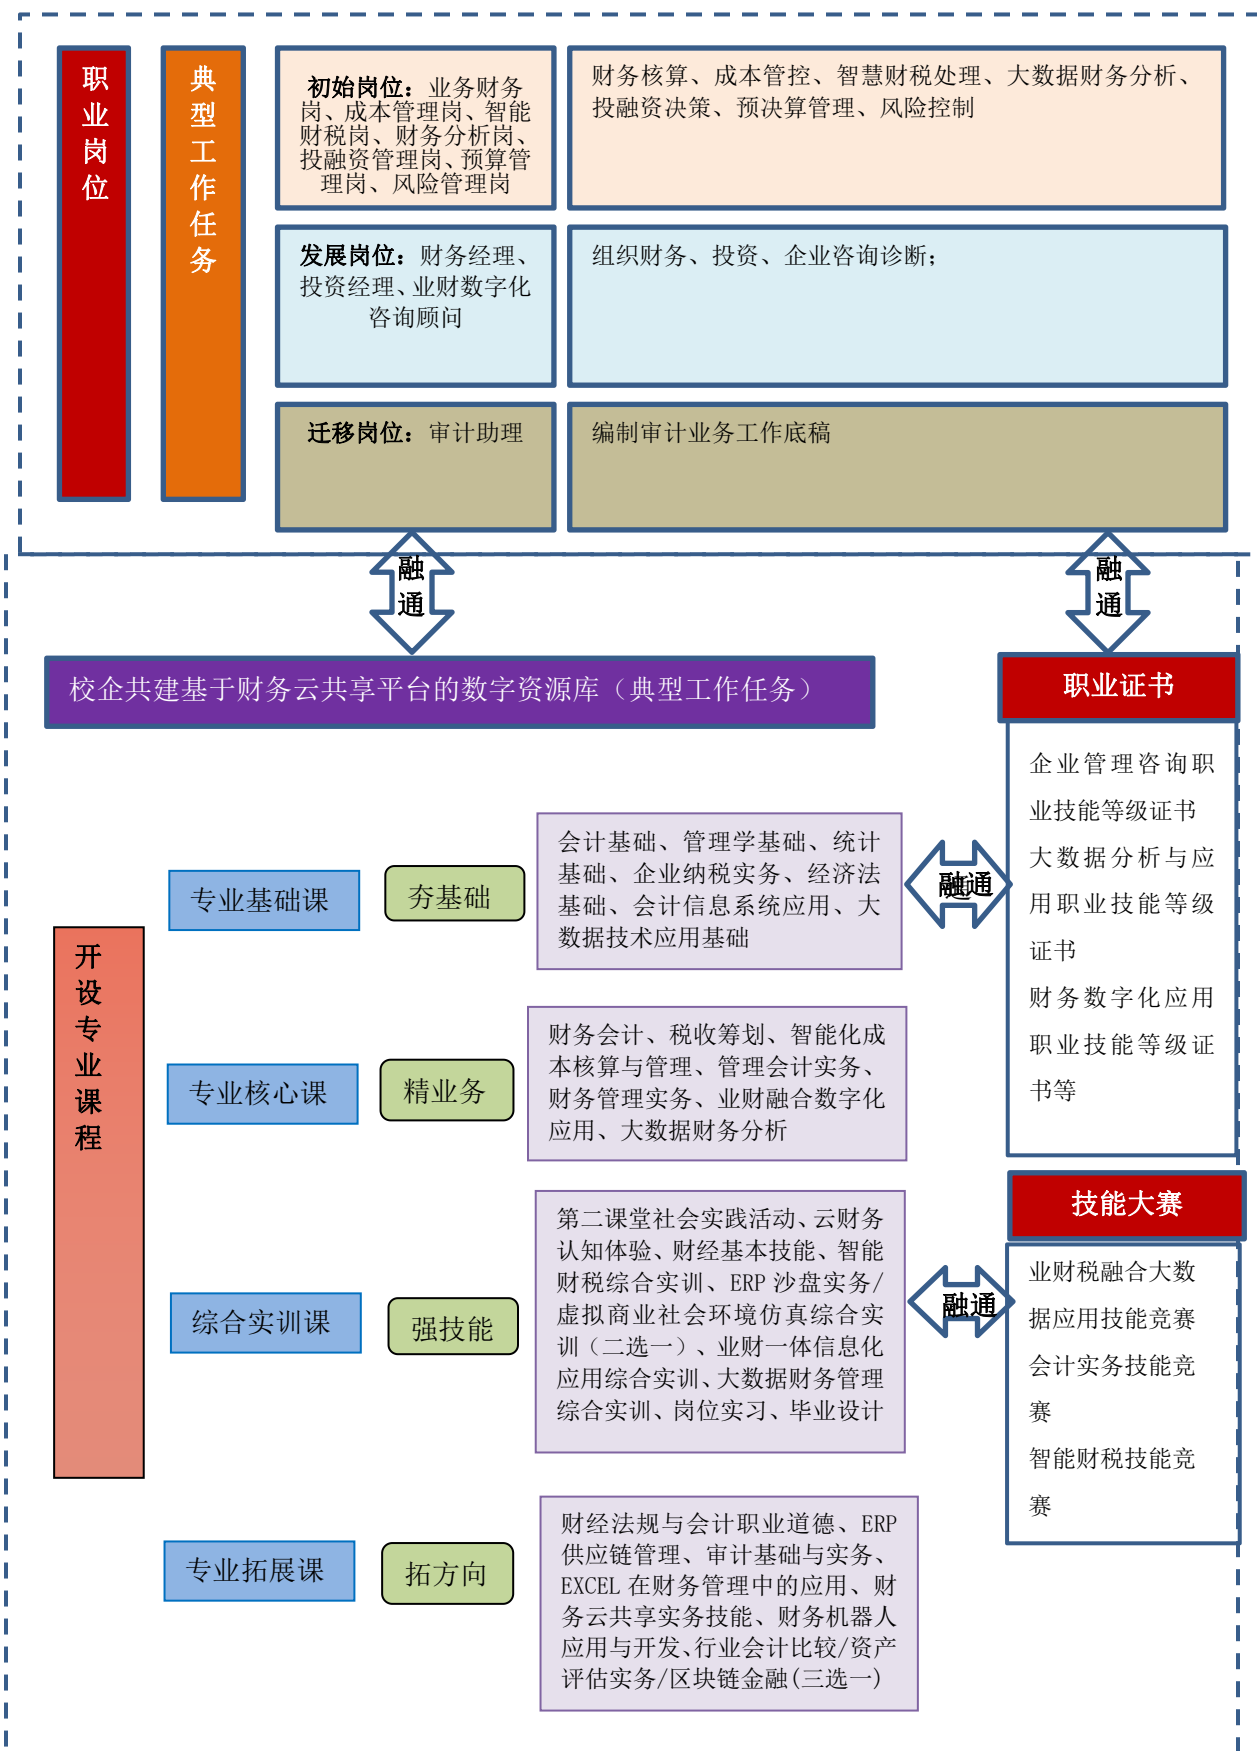 职业岗位
典型工作任务
初始岗位：业务财务
岗、成本管理岗、智能
财税岗、财务分析岗、
投融资管理岗、预算管
理岗、风险管理岗
财务核算、成本管控、智慧财税处理、大数据财务分析、
投融资决策、预决算管理、风险控制
发展岗位：财务经理、
投资经理、业财数字化
咨询顾问
组织财务、投资、企业咨询诊断；
迁移岗位：审计助理
编制审计业务工作底稿
融通
融通
校企共建基于财务云共享平台的数字资源库（典型工作任务）
职业证书
企业管理咨询职
业技能等级证书
大数据分析与应
用职业技能等级
证书
财务数字化应用
职业技能等级证
书等
开设专业课程
专业基础课
夯基础
会计基础、管理学基础、统计
基础、企业纳税实务、经济法
基础、会计信息系统应用、大
数据技术应用基础
融通
专业核心课
精业务
财务会计、税收筹划、智能化成
本核算与管理、管理会计实务、
财务管理实务、业财融合数字化
应用、大数据财务分析
综合实训课
强技能
第二课堂社会实践活动、云财务
认知体验、财经基本技能、智能
财税综合实训、ERP 沙盘实务/
虚拟商业社会环境仿真综合实
训（二选一）、业财一体信息化
应用综合实训、大数据财务管理
综合实训、岗位实习、毕业设计
融通
技能大赛
业财税融合大数
据应用技能竞赛
会计实务技能竞
赛
智能财税技能竞
赛
专业拓展课
拓方向
财经法规与会计职业道德、ERP
供应链管理、审计基础与实务、
EXCEL 在财务管理中的应用、财
务云共享实务技能、财务机器人
应用与开发、行业会计比较/资产
评估实务/区块链金融(三选一)